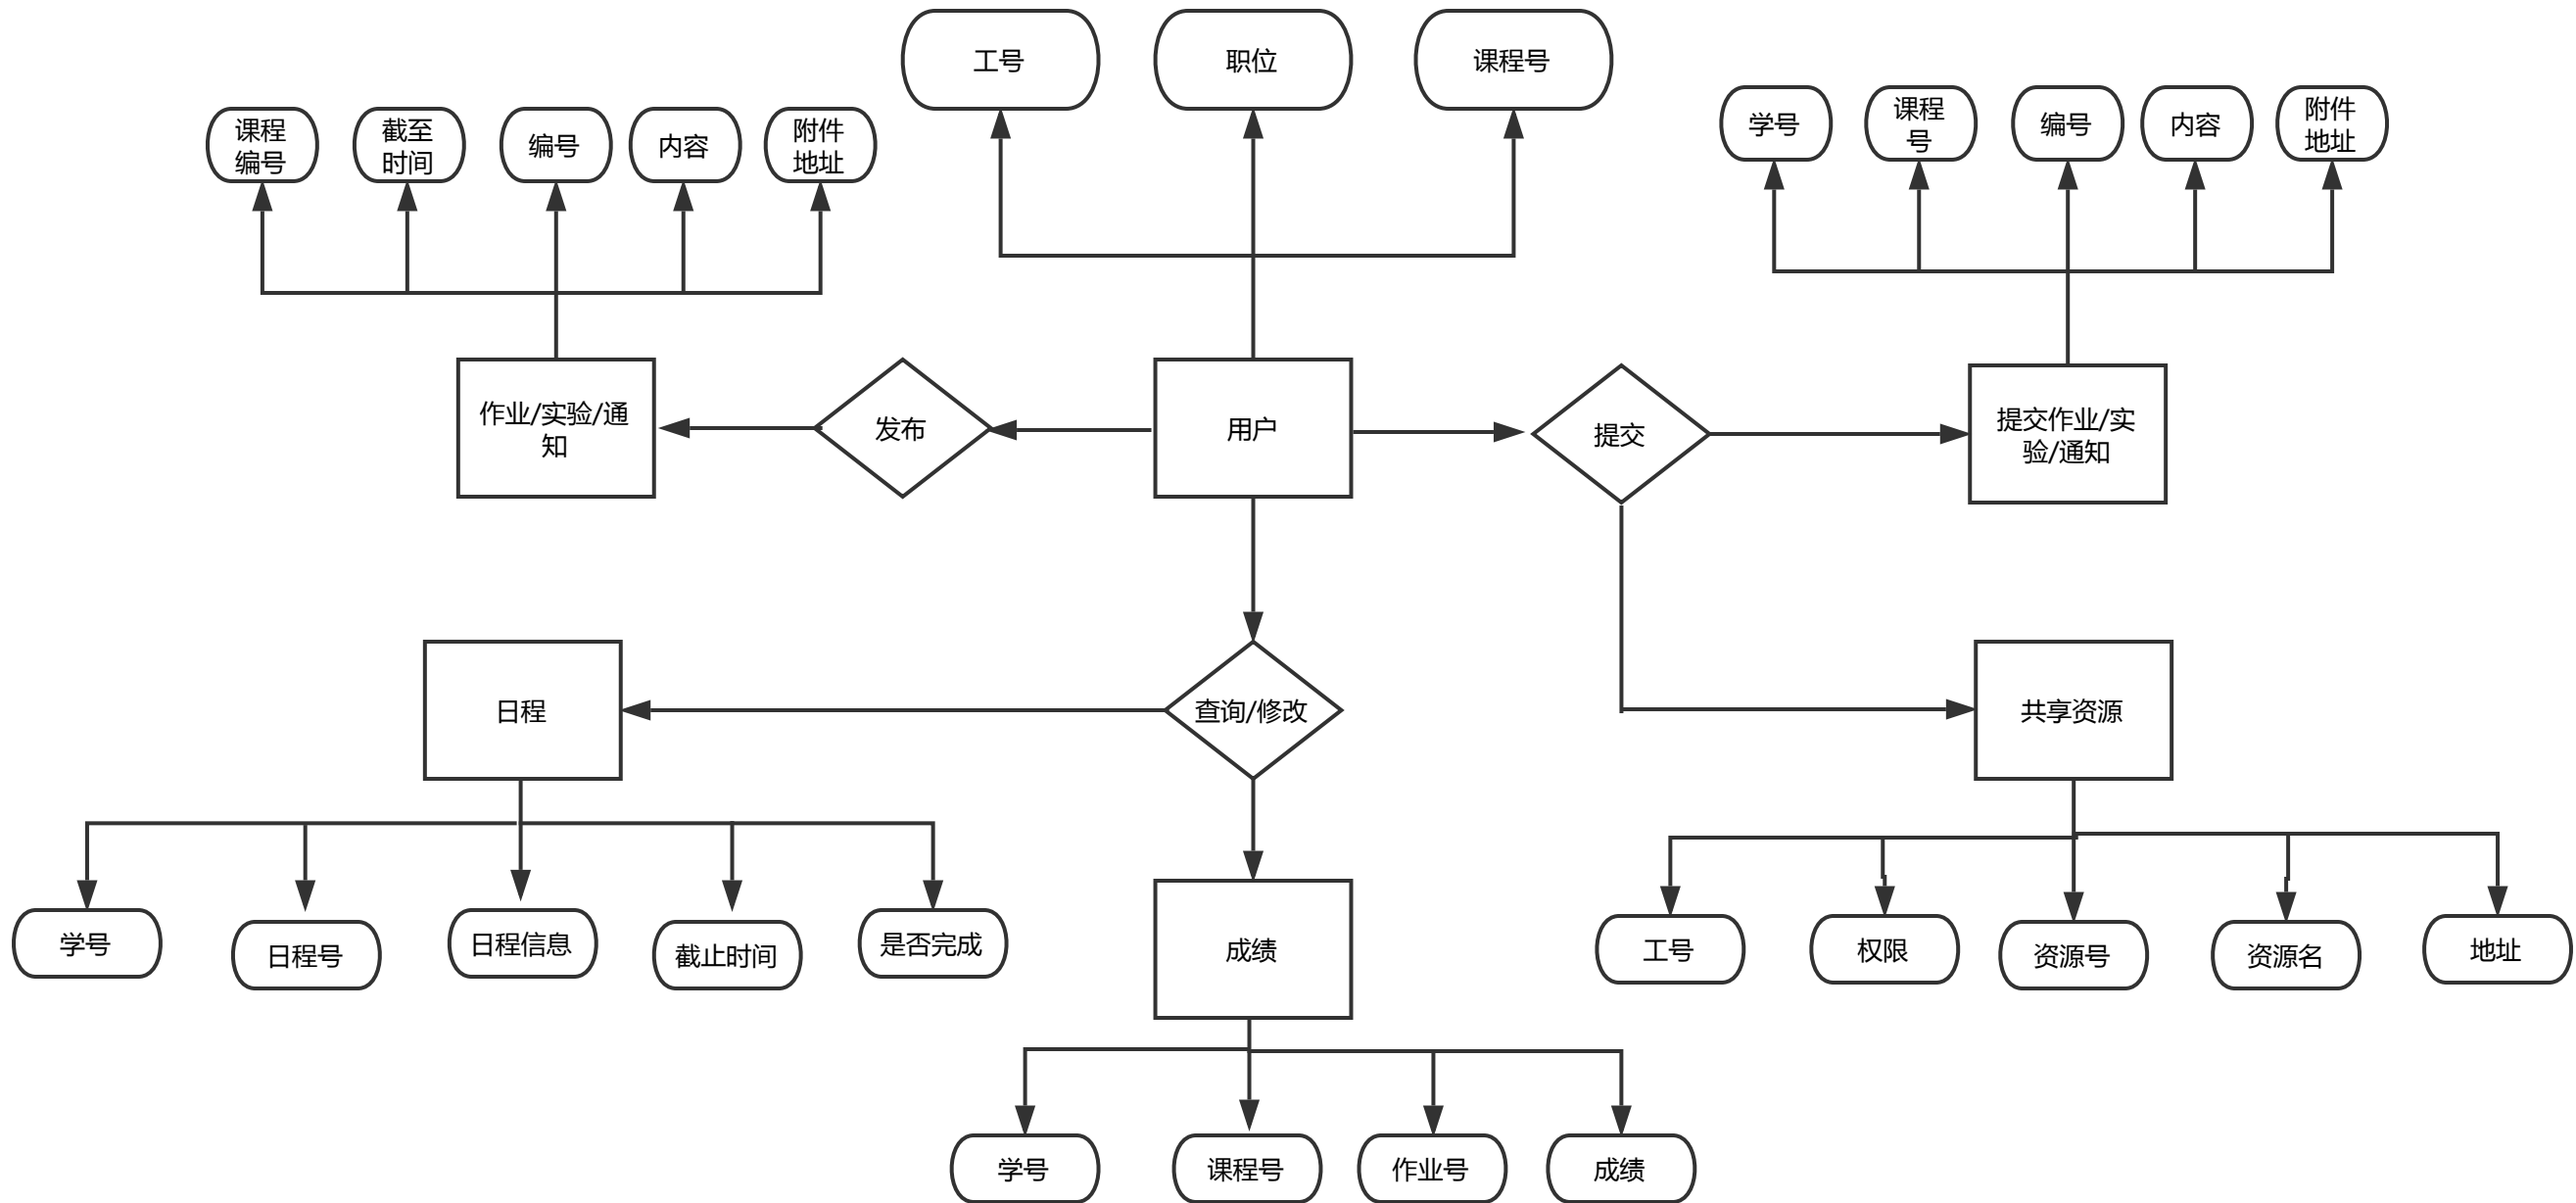 工号
职位
课程号
课程
编号
截至
时间
编号
内容
附件
地址
学号
课程
号
编号
内容
附件
地址
作业/实验/通
知
发布
用户
提交
提交作业/实
验/通知
日程
查询/修改
共享资源
学号
日程号
日程信息
截止时间
是否完成
成绩
工号
权限
资源号
资源名
地址
学号
课程号
作业号
成绩